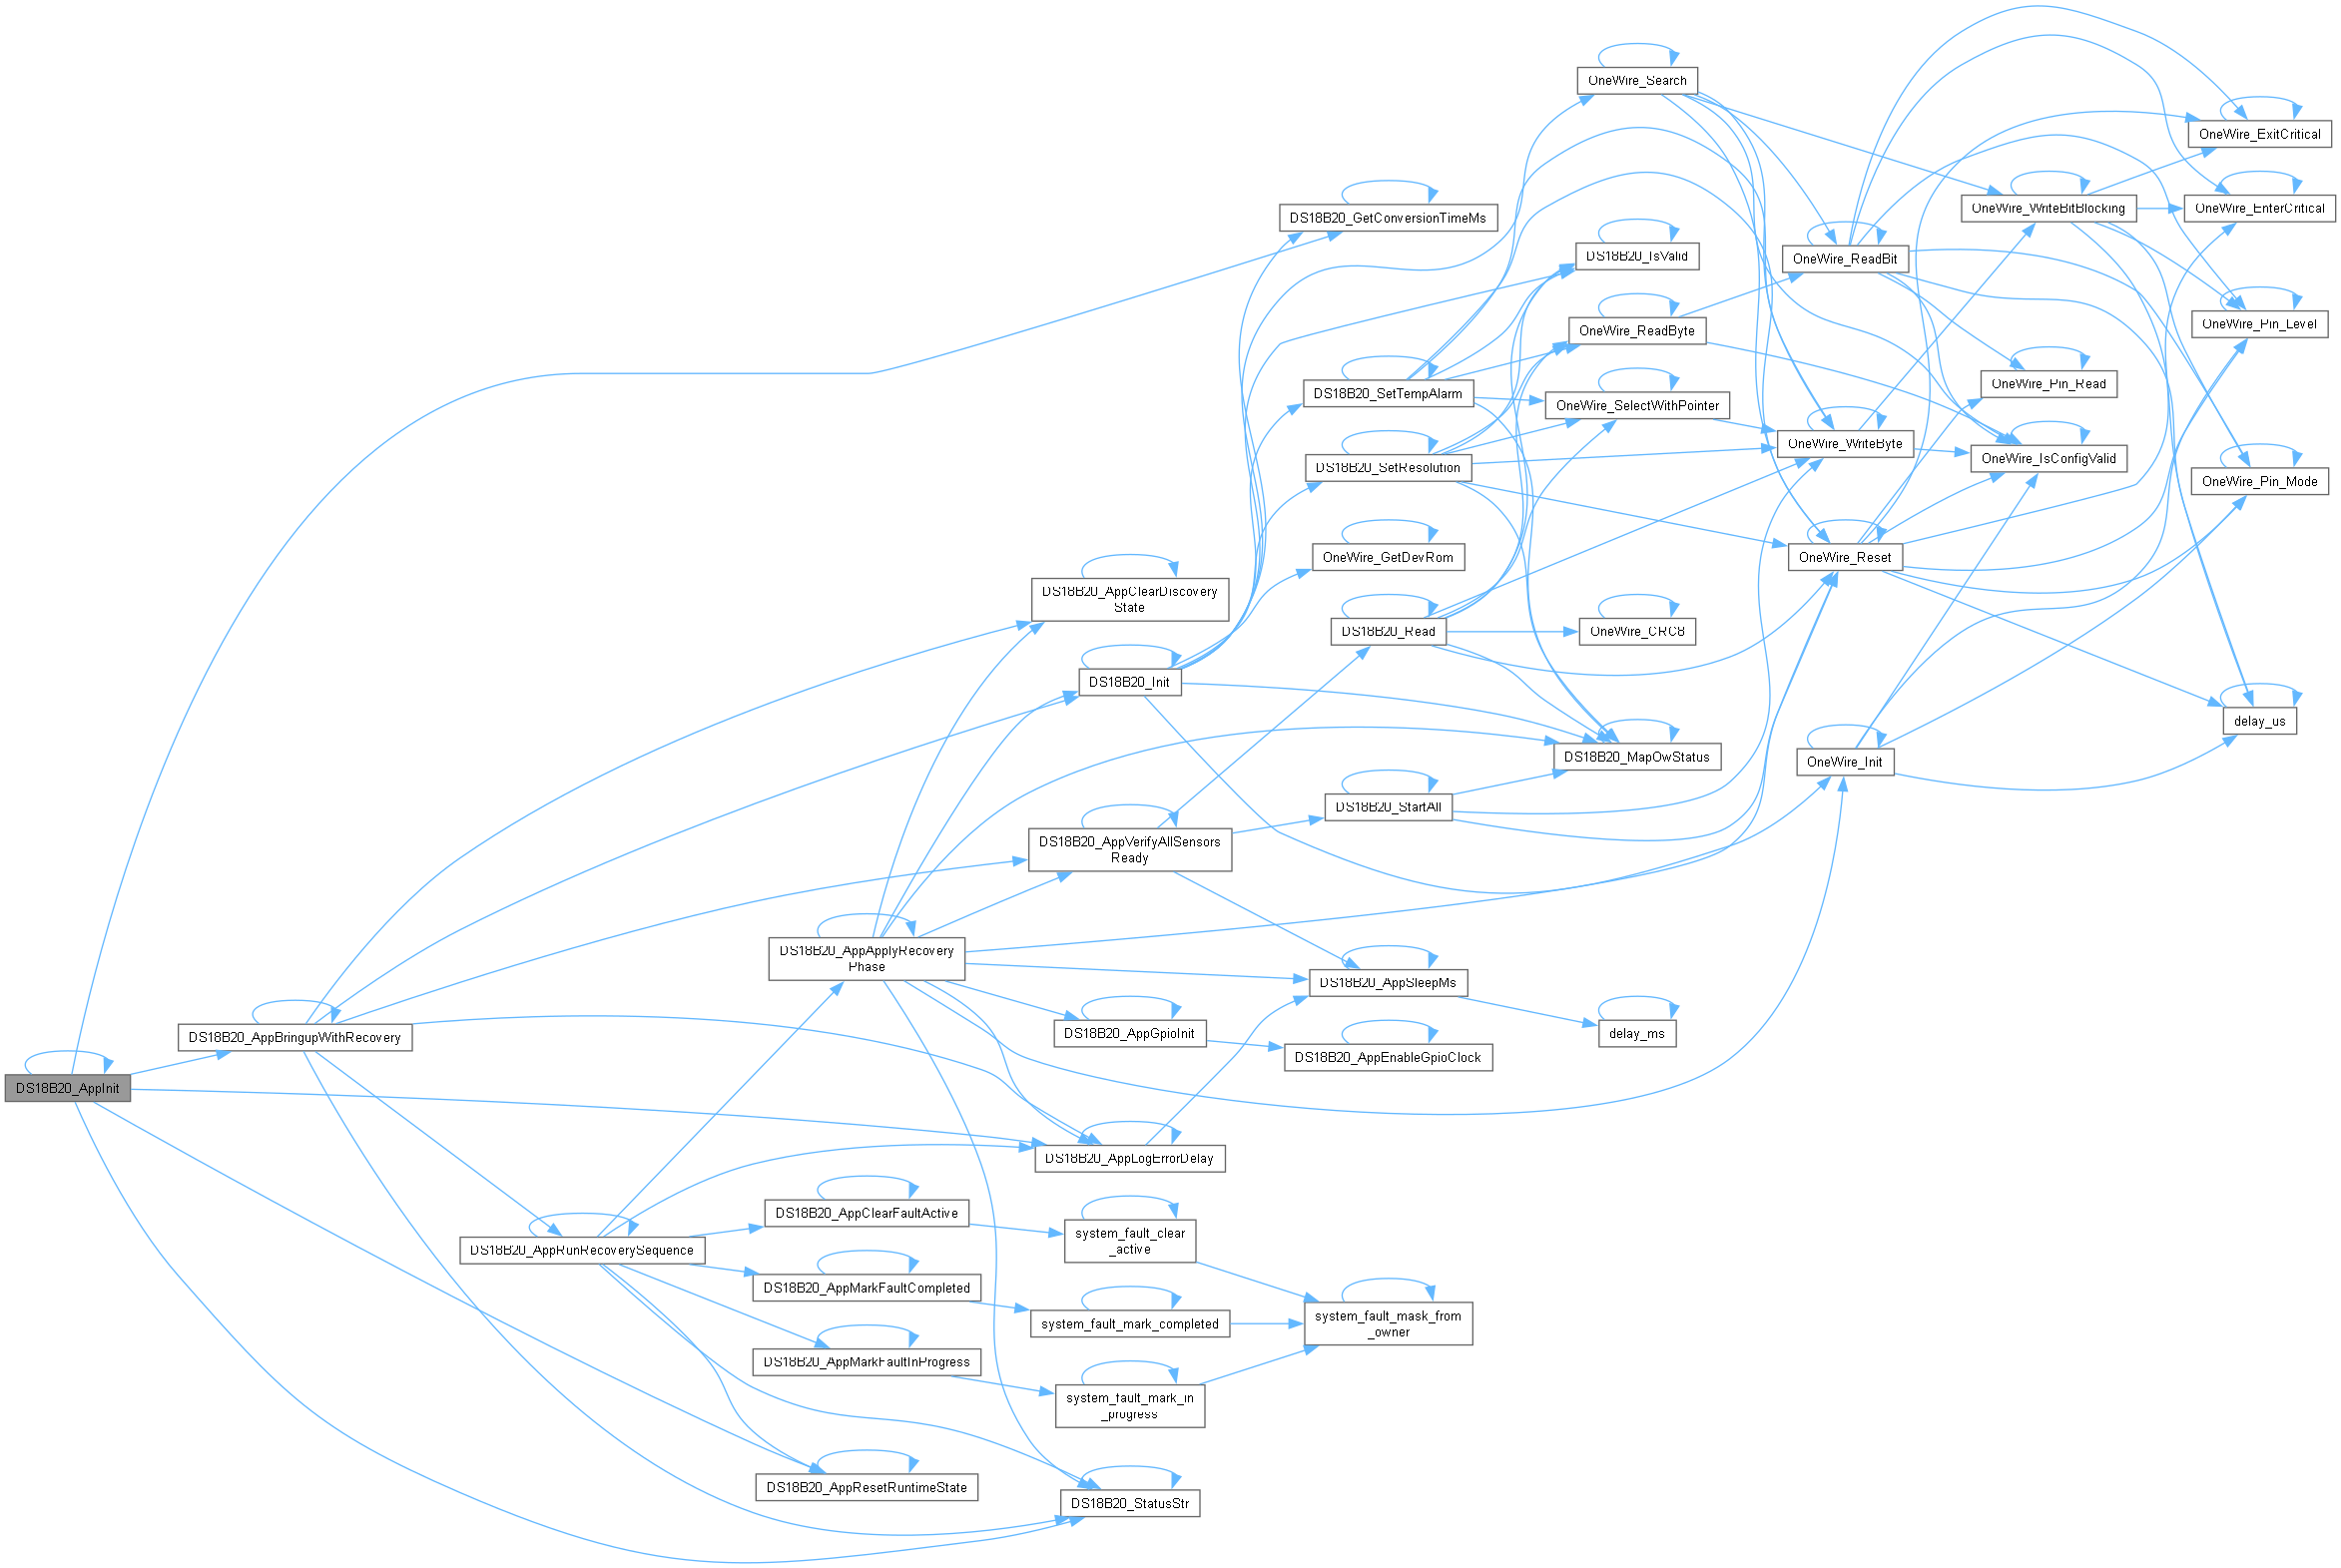 OneWire_Search
OneWire_ExitCritical
DS18B20_GetConversionTimeMs
OneWire_WriteBitBlocking
OneWire_EnterCritical
DS18B20_IsValid
OneWire_ReadBit
OneWire_ReadByte
OneWire_Pin_Level
DS18B20_SetTempAlarm
OneWire_Pin_Read
OneWire_SelectWithPointer
OneWire_WriteByte
DS18B20_SetResolution
OneWire_IsConfigValid
OneWire_Pin_Mode
OneWire_GetDevRom
OneWire_Reset
DS18B20_AppClearDiscovery
State
DS18B20_Read
OneWire_CRC8
DS18B20_Init
delay_us
DS18B20_MapOwStatus
OneWire_Init
DS18B20_StartAll
DS18B20_AppVerifyAllSensors
Ready
DS18B20_AppApplyRecovery
Phase
DS18B20_AppSleepMs
DS18B20_AppBringupWithRecovery
DS18B20_AppGpioInit
delay_ms
DS18B20_AppEnableGpioClock
DS18B20_AppInit
DS18B20_AppLogErrorDelay
DS18B20_AppClearFaultActive
system_fault_clear
_active
DS18B20_AppRunRecoverySequence
DS18B20_AppMarkFaultCompleted
system_fault_mark_completed
system_fault_mask_from
_owner
DS18B20_AppMarkFaultInProgress
system_fault_mark_in
_progress
DS18B20_AppResetRuntimeState
DS18B20_StatusStr